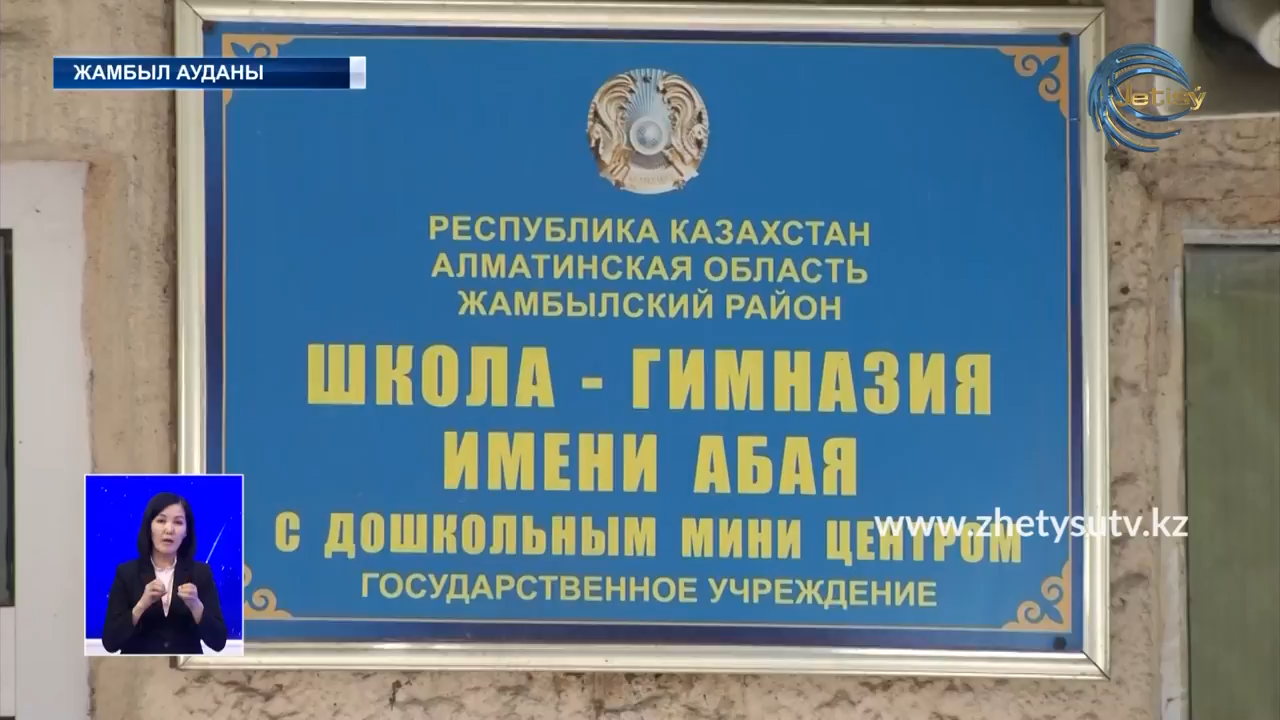 ЖАМБЫЛ АУДАНЫ
Jetisý
РЕСПУБЛИКА КАЗАХСТАН
АЛМАТИНСКАЯ ОБЛАСТЬ
ЖАМБЫЛСКИЙ РАЙОН
ШКОЛА - ГИМНАЗИЯ
ИМЕНИ АБАЯ
С ДОШКОЛЬНЫМ МИНИ ЦЕНТРОМ
www.zhetysutv.kz
ГОСУДАРСТВЕННОЕ УЧРЕЖДЕНИЕ